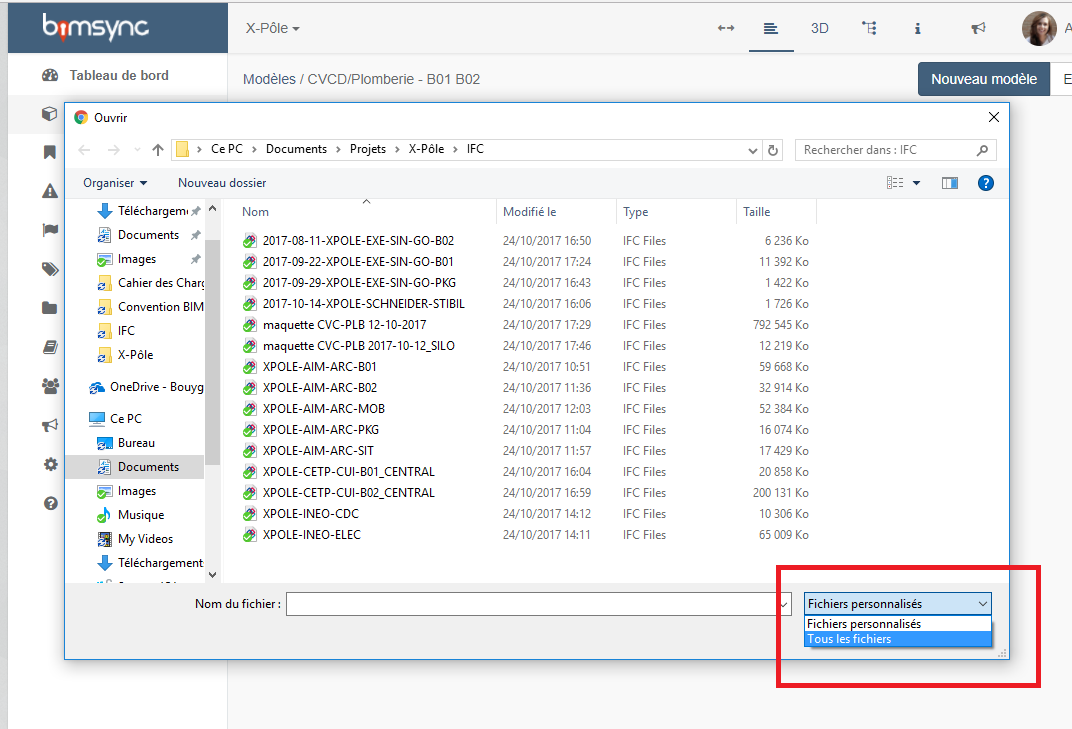 bimsync
X-Pôle
3D
A
Tableau de bord
Modèles / CVCD/Plomberie - B01 B02
Nouveau modèle
E
Ouvrir
Ce PC > Documents > Projets > X-Pôle > IFC
Rechercher dans : IFC
Organiser
Nouveau dossier
Nom
Modifié le
Type
Taille
Téléchargem
Documents
Images
Cahier des Charg
Convention BIM
IFC
X-Pôle
OneDrive - Bouyg
Ce PC
Bureau
Documents
Images
Musique
My Videos
Téléchargement
2017-08-11-XPOLE-EXE-SIN-GO-B02 24/10/2017 16:50 IFC Files 6 236 Ko
2017-09-22-XPOLE-EXE-SIN-GO-B01 24/10/2017 17:24 IFC Files 11 392 Ko
2017-09-29-XPOLE-EXE-SIN-GO-PKG 24/10/2017 16:43 IFC Files 1 422 Ko
2017-10-14-XPOLE-SCHNEIDER-STIBIL 24/10/2017 16:06 IFC Files 1 726 Ko
maquette CVC-PLB 12-10-2017 24/10/2017 17:29 IFC Files 792 545 Ko
maquette CVC-PLB 2017-10-12_SILO 24/10/2017 17:46 IFC Files 12 219 Ko
XPOLE-AIM-ARC-B01 24/10/2017 10:51 IFC Files 59 668 Ko
XPOLE-AIM-ARC-B02 24/10/2017 11:36 IFC Files 32 914 Ko
XPOLE-AIM-ARC-MOB 24/10/2017 12:03 IFC Files 52 384 Ko
XPOLE-AIM-ARC-PKG 24/10/2017 11:04 IFC Files 16 074 Ko
XPOLE-AIM-ARC-SIT 24/10/2017 11:57 IFC Files 17 429 Ko
XPOLE-CETP-CUI-B01_CENTRAL 24/10/2017 16:04 IFC Files 20 858 Ko
XPOLE-CETP-CUI-B02_CENTRAL 24/10/2017 16:59 IFC Files 200 131 Ko
XPOLE-INEO-CDC 24/10/2017 14:12 IFC Files 10 306 Ko
XPOLE-INEO-ELEC 24/10/2017 14:11 IFC Files 65 009 Ko
Nom du fichier :
Fichiers personnalisés
Fichiers personnalisés
Tous les fichiers